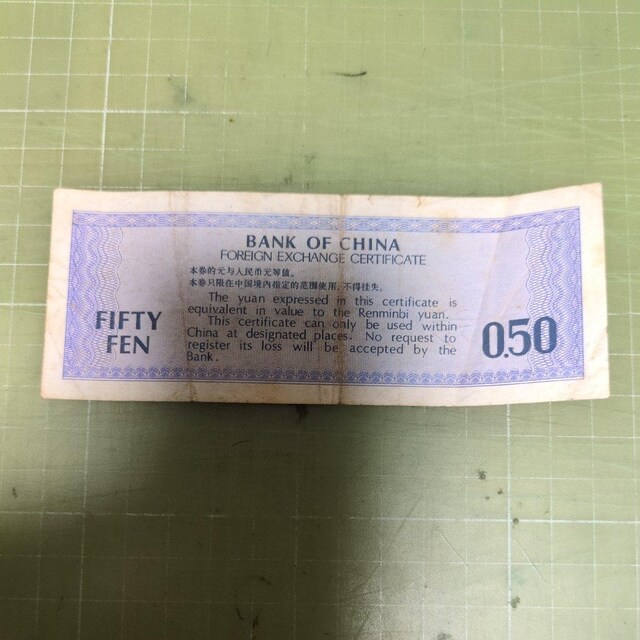 BANK OF CHINA
FOREIGN EXCHANGE CERTIFICATE
本券的元与人民币元等值。
本券只限在中国境内指定的范围使用，不得挂失。
The yuan expressed in this certificate is
equivalent in value to the Renminbi yuan.
This certificate can only be used within
China at designated places. No request to
register its loss will be accepted by the
Bank.
FIFTY
FEN
0.50